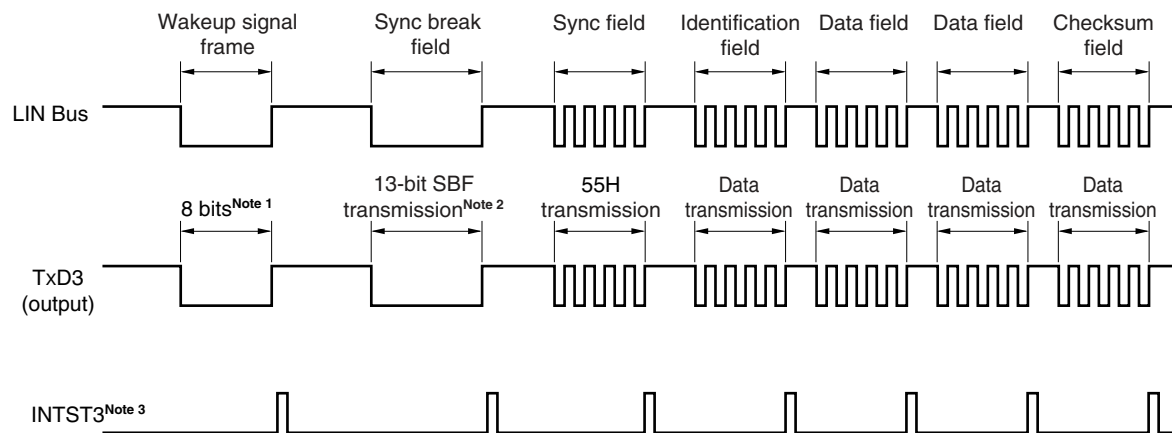 Wakeup signal
frame
Sync break
field
Sync field
Identification
field
Data field
Data field
Checksum
field
LIN Bus
8 bitsNote 1
13-bit SBF
transmissionNote 2
55H
transmission
Data
transmission
Data
transmission
Data
transmission
Data
transmission
TxD3
(output)
INTST3Note 3